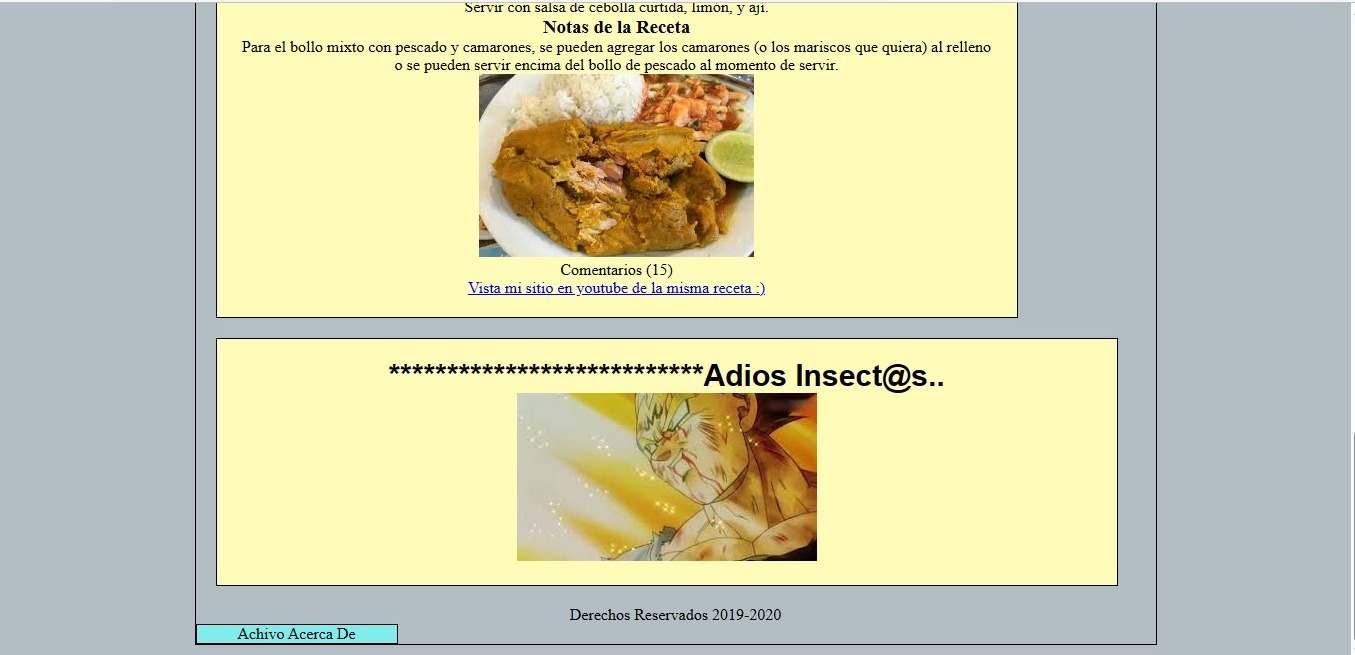 Servir con salsa de cebolla curtida, limón, y ají.
Notas de la Receta
Para el bollo mixto con pescado y camarones, se pueden agregar los camarones (o los mariscos que quiera) al relleno
o se pueden servir encima del bollo de pescado al momento de servir.
Comentarios (15)
Vista mi sitio en youtube de la misma receta :)
***************************Adios Insect@s..
Derechos Reservados 2019-2020
Achivo Acerca De